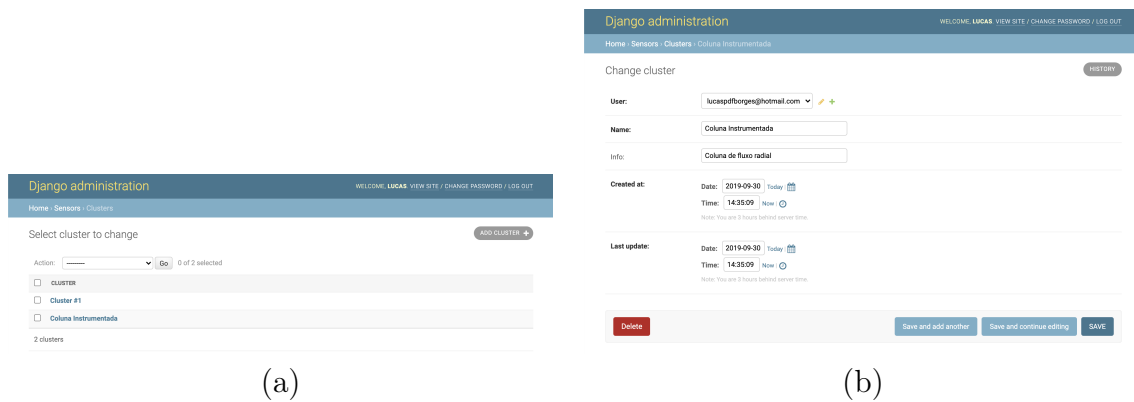 Django administration
WELCOME, LUCAS. VIEW SITE / CHANGE PASSWORD / LOG OUT
Home › Sensors › Clusters
Select cluster to change
ADD CLUSTER +
Action: --------- Go 0 of 2 selected
CLUSTER
Cluster #1
Coluna Instrumentada
2 clusters
(a)
Django administration
WELCOME, LUCAS. VIEW SITE / CHANGE PASSWORD / LOG OUT
Home › Sensors › Clusters › Coluna Instrumentada
Change cluster
HISTORY
User: lucaspdfborges@hotmail.com
Name: Coluna Instrumentada
Info: Coluna de fluxo radial
Created at: Date: 2019-09-30 Today
Time: 14:35:09 Now
Note: You are 3 hours behind server time.
Last update: Date: 2019-09-30 Today
Time: 14:35:09 Now
Note: You are 3 hours behind server time.
Delete Save and add another Save and continue editing SAVE
(b)